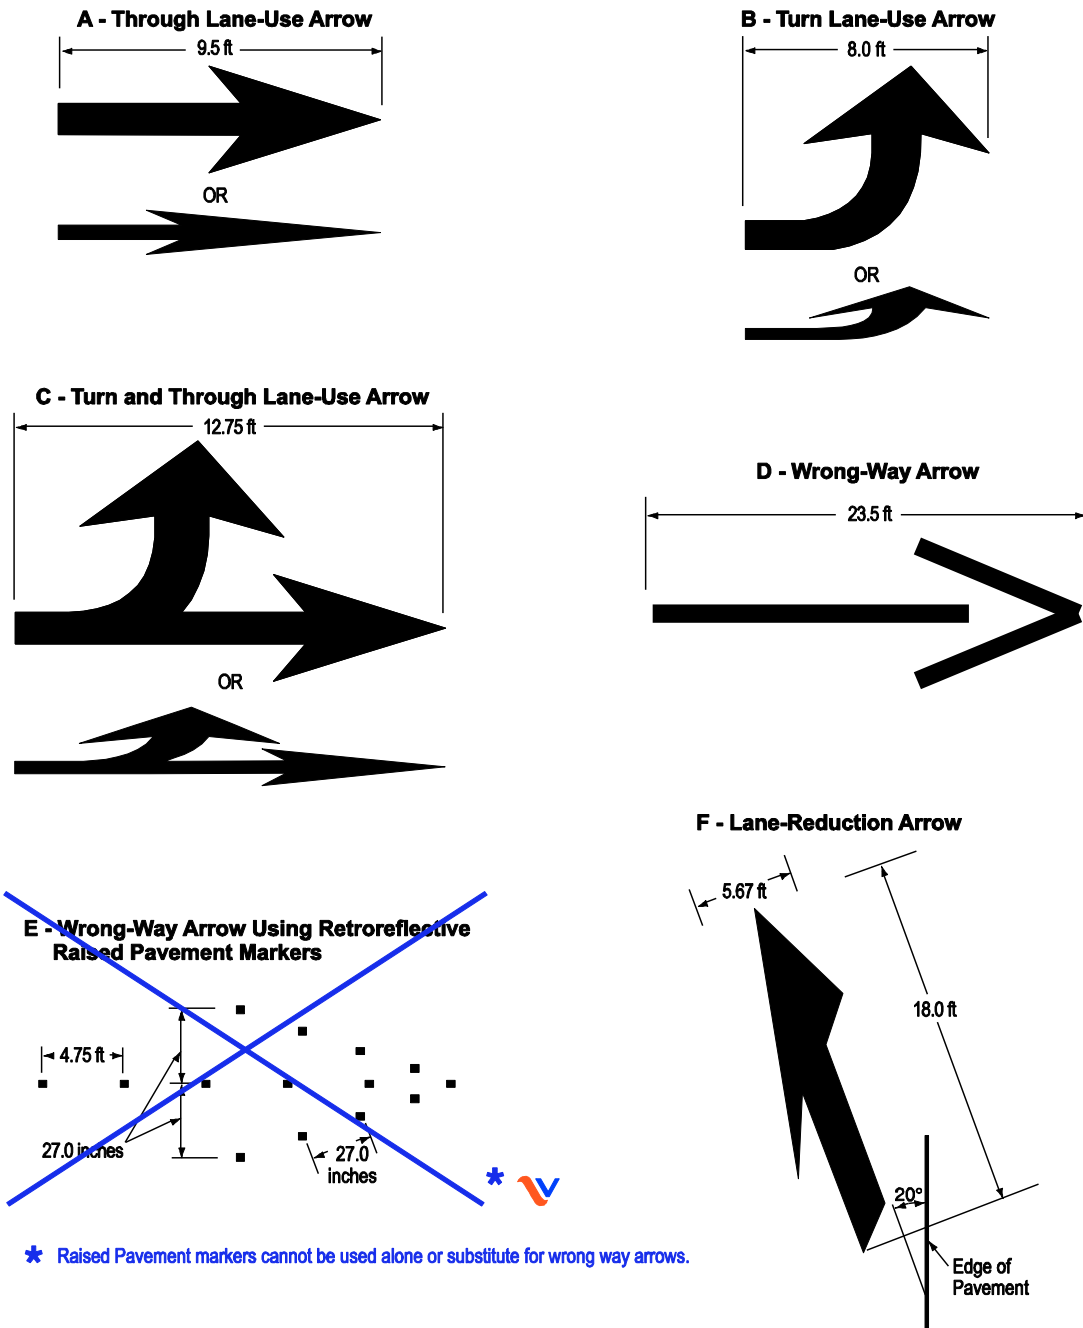 A - Through Lane-Use Arrow
9.5 ft
OR
B - Turn Lane-Use Arrow
8.0 ft
OR
C - Turn and Through Lane-Use Arrow
12.75 ft
OR
D - Wrong-Way Arrow
23.5 ft
E - Wrong-Way Arrow Using Retroreflective
Raised Pavement Markers
4.75 ft
27.0 inches
27.0
inches
*
F - Lane-Reduction Arrow
5.67 ft
18.0 ft
20°
Edge of
Pavement
* Raised Pavement markers cannot be used alone or substitute for wrong way arrows.